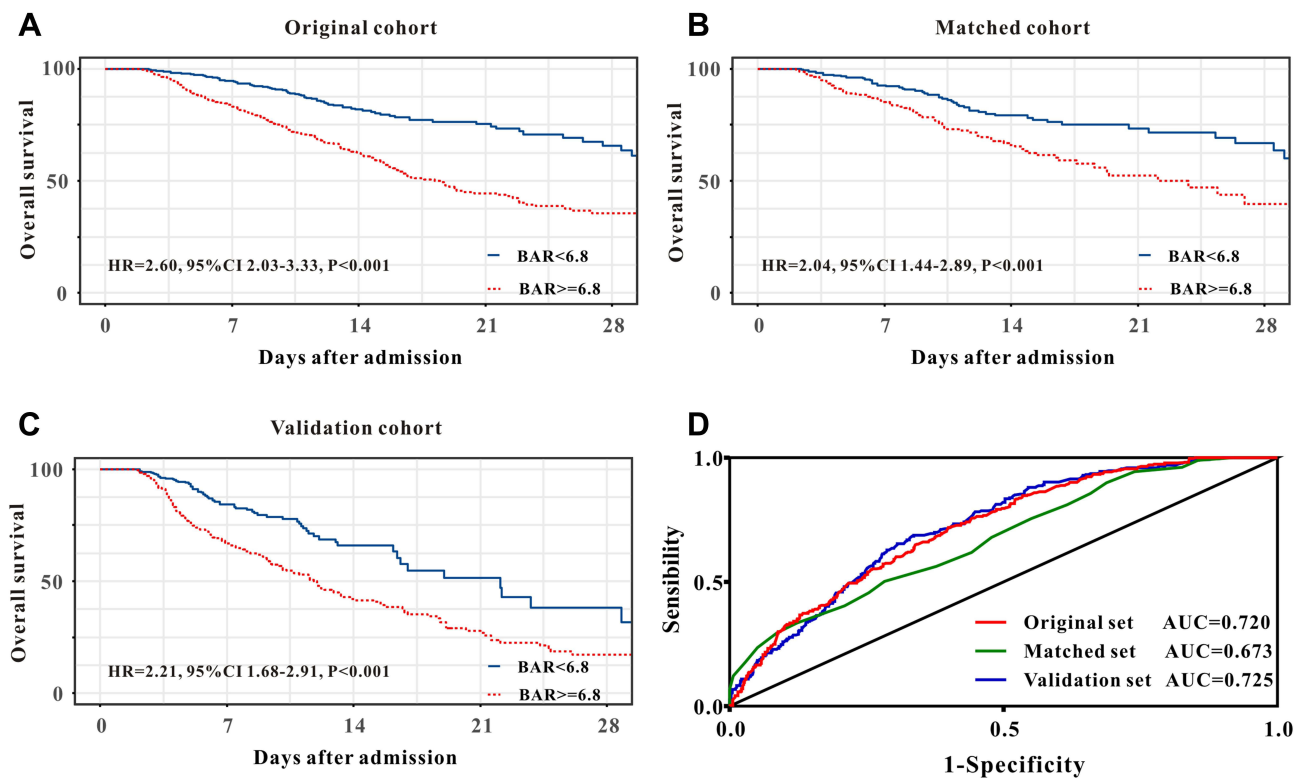 A
Original cohort
Overall survival
100
50
0
HR=2.60, 95%CI 2.03-3.33, P<0.001
BAR<6.8
BAR>=6.8
0 7 14 21 28
Days after admission
B
Matched cohort
Overall survival
100
50
0
HR=2.04, 95%CI 1.44-2.89, P<0.001
BAR<6.8
BAR>=6.8
0 7 14 21 28
Days after admission
C
Validation cohort
Overall survival
100
50
0
HR=2.21, 95%CI 1.68-2.91, P<0.001
BAR<6.8
BAR>=6.8
0 7 14 21 28
Days after admission
D
Sensibility
1.0
0.5
0.0
Original set AUC=0.720
Matched set AUC=0.673
Validation set AUC=0.725
0.0 0.5 1.0
1-Specificity